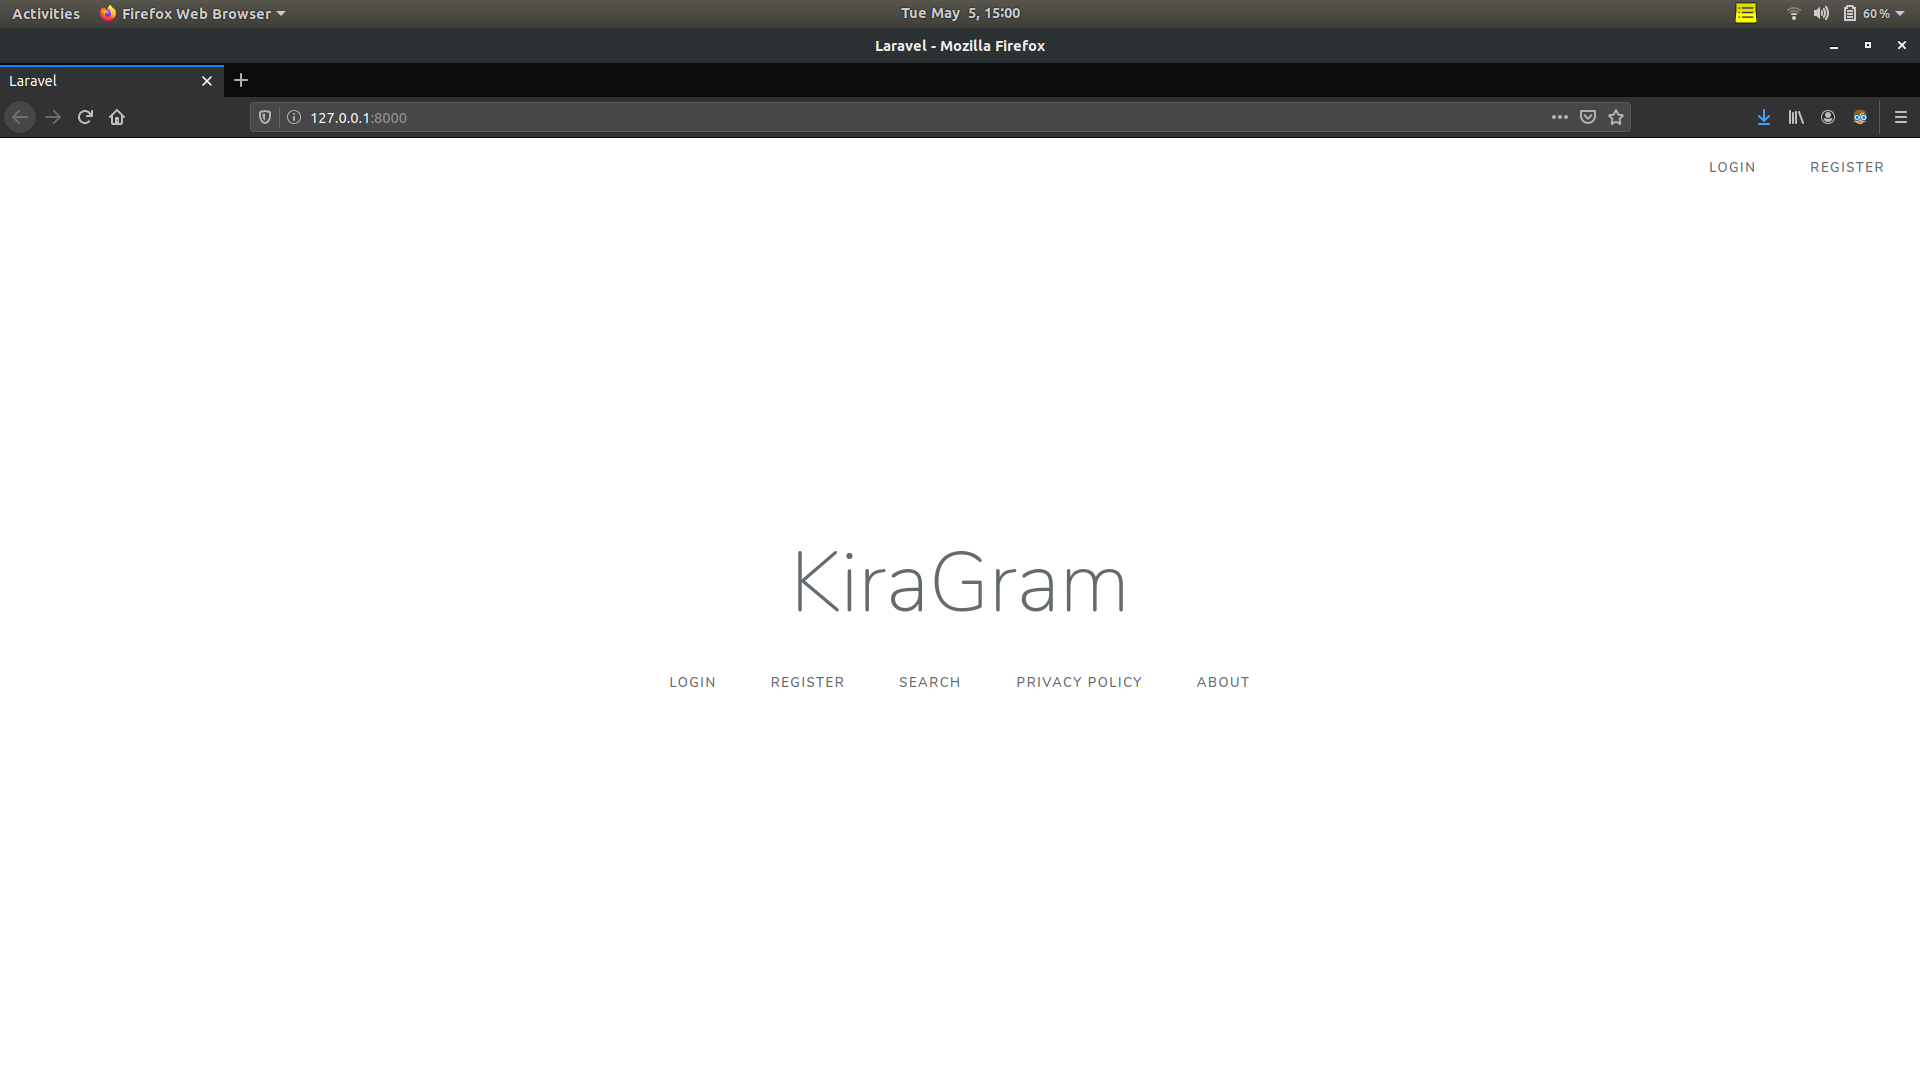 Activities Firefox Web Browser Tue May 5, 15:00 60 %
Laravel - Mozilla Firefox
Laravel
127.0.0.1:8000
LOGIN REGISTER
KiraGram
LOGIN REGISTER SEARCH PRIVACY POLICY ABOUT